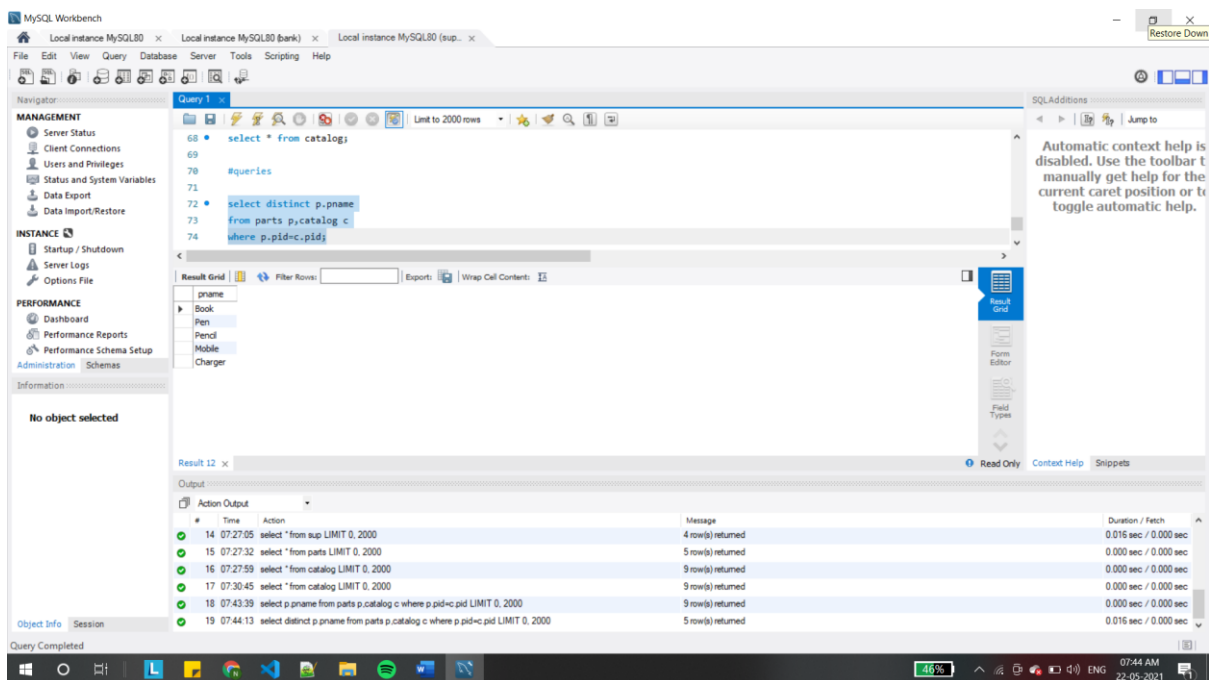 MySQL Workbench
Restore Down
Local instance MySQL80 × Local instance MySQL80 (bank) × Local instance MySQL80 (sup... ×
File Edit View Query Database Server Tools Scripting Help
Navigator
MANAGEMENT
Server Status
Client Connections
Users and Privileges
Status and System Variables
Data Export
Data Import/Restore
INSTANCE
Startup / Shutdown
Server Logs
Options File
PERFORMANCE
Dashboard
Performance Reports
Performance Schema Setup
Administration Schemas
Information
No object selected
Object Info Session
Query 1 ×
Limit to 2000 rows
68 select * from catalog;
69
70 #queries
71
72 select distinct p.pname
73 from parts p,catalog c
74 where p.pid=c.pid;
Result Grid Filter Rows: Export: Wrap Cell Content:
pname
Book
Pen
Pencil
Mobile
Charger
Result Grid
Form Editor
Field Types
Result 12 ×
Read Only
SQLAdditions
Jump to
Automatic context help is
disabled. Use the toolbar t
manually get help for the
current caret position or to
toggle automatic help.
Context Help Snippets
Output
Action Output
# Time Action Message Duration / Fetch
14 07:27:05 select * from sup LIMIT 0, 2000 4 row(s) returned 0.016 sec / 0.000 sec
15 07:27:32 select * from parts LIMIT 0, 2000 5 row(s) returned 0.000 sec / 0.000 sec
16 07:27:59 select * from catalog LIMIT 0, 2000 9 row(s) returned 0.000 sec / 0.000 sec
17 07:30:45 select * from catalog LIMIT 0, 2000 9 row(s) returned 0.000 sec / 0.000 sec
18 07:43:39 select p.pname from parts p,catalog c where p.pid=c.pid LIMIT 0, 2000 9 row(s) returned 0.000 sec / 0.000 sec
19 07:44:13 select distinct p.pname from parts p,catalog c where p.pid=c.pid LIMIT 0, 2000 5 row(s) returned 0.016 sec / 0.000 sec
Query Completed
L
W
46%
ENG
07:44 AM
22-05-2021